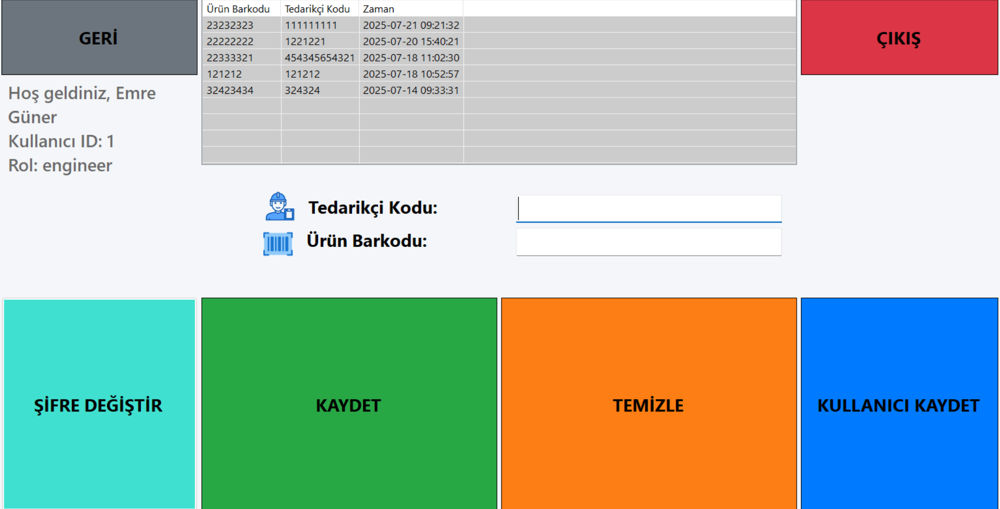 GERİ
Hoş geldiniz, Emre
Güner
Kullanıcı ID: 1
Rol: engineer
Ürün Barkodu Tedarikçi Kodu Zaman
23232323 111111111 2025-07-21 09:21:32
22222222 1221221 2025-07-20 15:40:21
22333321 454345654321 2025-07-18 11:02:30
121212 121212 2025-07-18 10:52:57
32423434 324324 2025-07-14 09:33:31
ÇIKIŞ
Tedarikçi Kodu:
Ürün Barkodu:
ŞİFRE DEĞİŞTİR
KAYDET
TEMİZLE
KULLANICI KAYDET